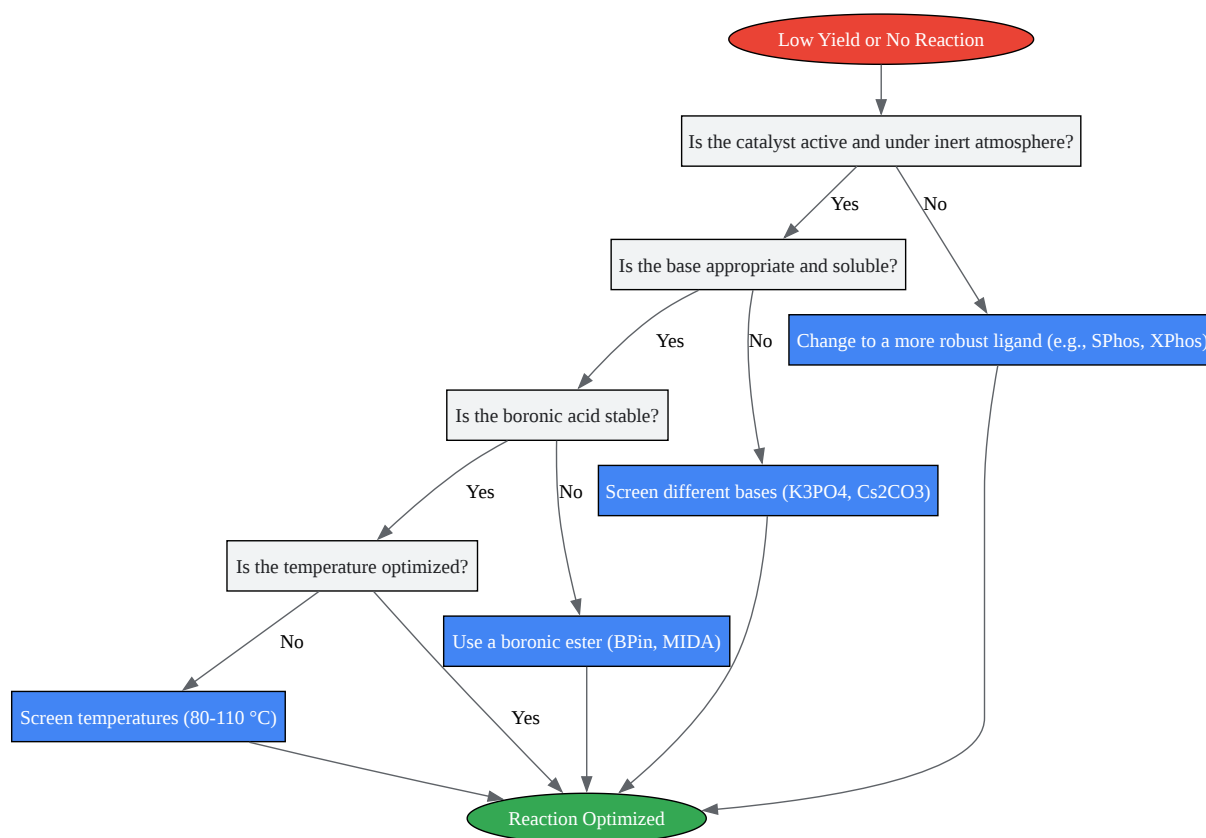 Low Yield or No Reaction
Is the catalyst active and under inert atmosphere?
Yes
No
Is the base appropriate and soluble?
Yes
No
Change to a more robust ligand (e.g., SPhos, XPhos)
Is the boronic acid stable?
Yes
No
Screen different bases (K3PO4, Cs2CO3)
Is the temperature optimized?
No
Yes
Use a boronic ester (BPin, MIDA)
Screen temperatures (80-110 °C)
Reaction Optimized